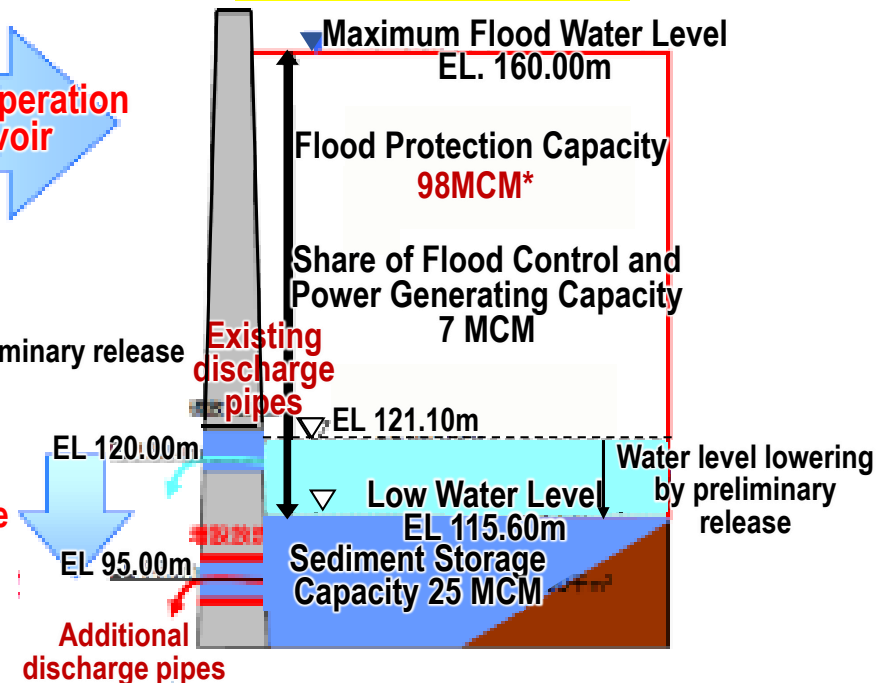 Maximum Flood Water Level
EL. 160.00m
peration
voir
Flood Protection Capacity
98MCM*
Share of Flood Control and
Power Generating Capacity
7 MCM
minary release
Existing
discharge
pipes
EL 121.10m
EL 120.00m
Water level lowering
by preliminary
release
Low Water Level
EL 115.60m
e
EL 95.00m
Sediment Storage
Capacity 25 MCM
Additional
discharge pipes